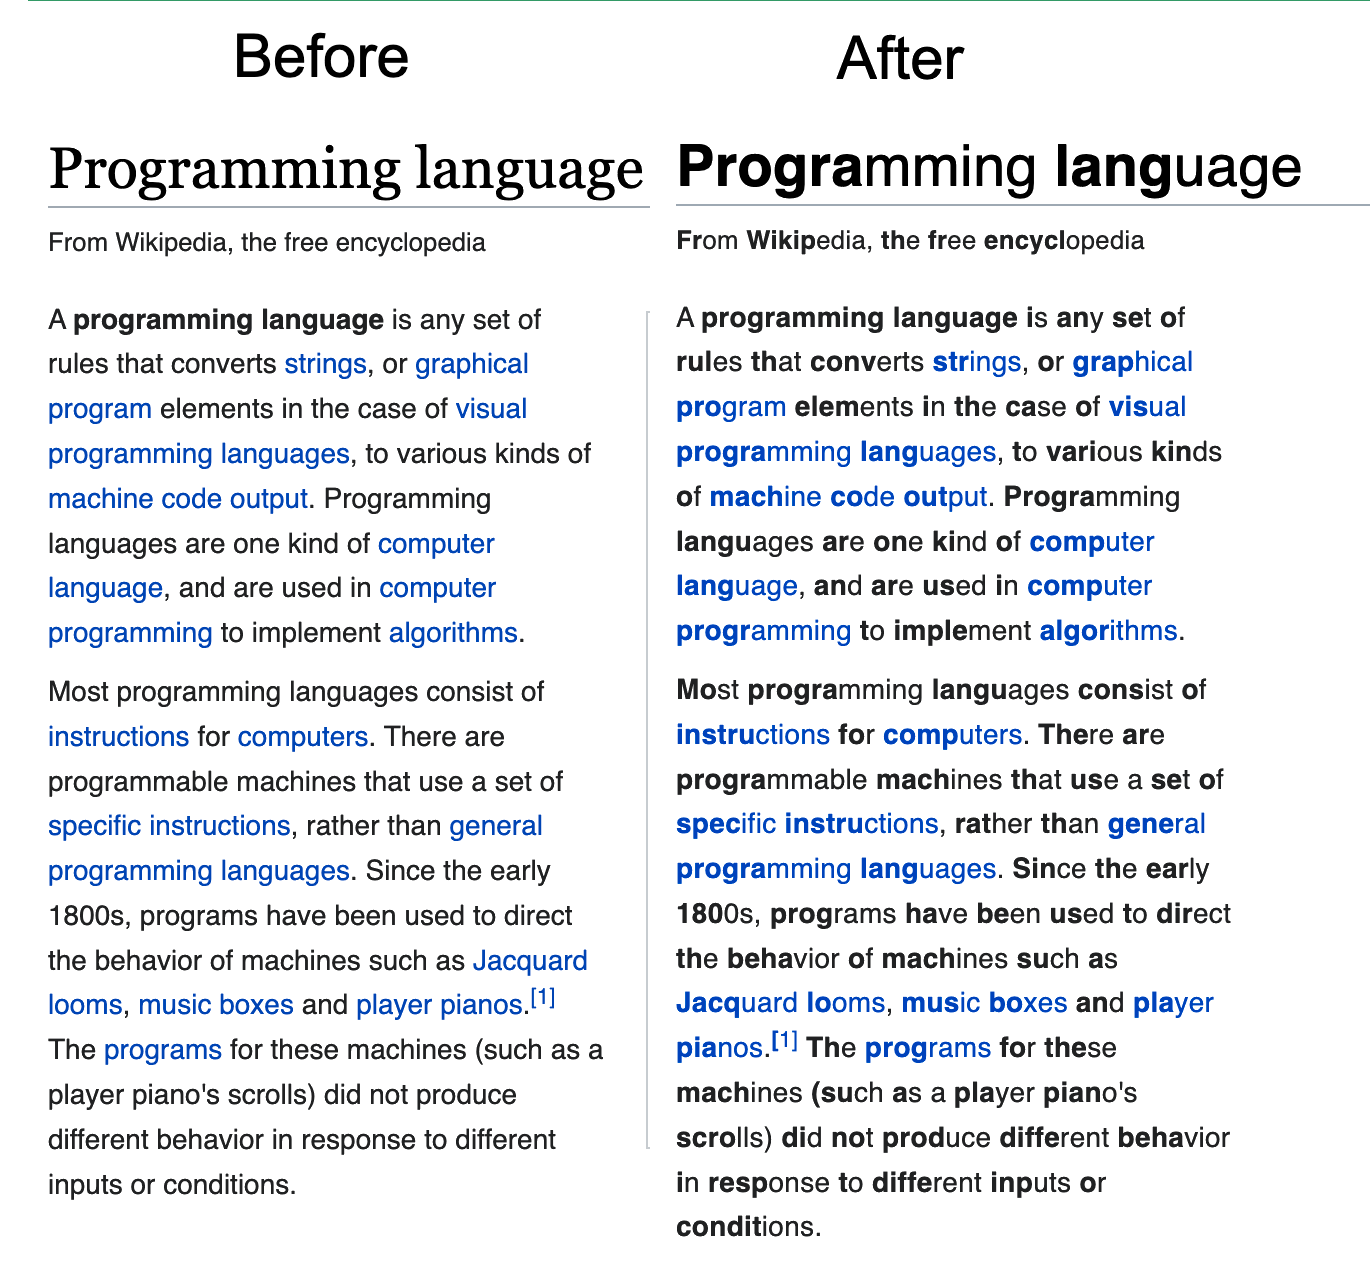 Before
After
Programming language
From Wikipedia, the free encyclopedia
A programming language is any set of
rules that converts strings, or graphical
program elements in the case of visual
programming languages, to various kinds of
machine code output. Programming
languages are one kind of computer
language, and are used in computer
programming to implement algorithms.
Most programming languages consist of
instructions for computers. There are
programmable machines that use a set of
specific instructions, rather than general
programming languages. Since the early
1800s, programs have been used to direct
the behavior of machines such as Jacquard
looms, music boxes and player pianos.[1]
The programs for these machines (such as a
player piano's scrolls) did not produce
different behavior in response to different
inputs or conditions.
Programming language
From Wikipedia, the free encyclopedia
A programming language is any set of
rules that converts strings, or graphical
program elements in the case of visual
programming languages, to various kinds
of machine code output. Programming
languages are one kind of computer
language, and are used in computer
programming to implement algorithms.
Most programming languages consist of
instructions for computers. There are
programmable machines that use a set of
specific instructions, rather than general
programming languages. Since the early
1800s, programs have been used to direct
the behavior of machines such as
Jacquard looms, music boxes and player
pianos.[1] The programs for these
machines (such as a player piano's
scrolls) did not produce different behavior
in response to different inputs or
conditions.